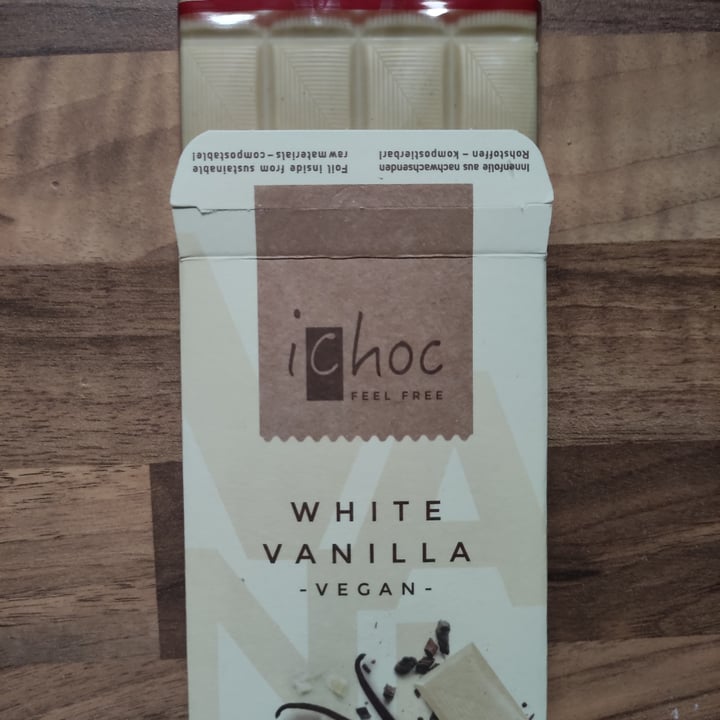 Innenfolie aus nachwachsenden
Rohstoffen – kompostierbar!
Foil inside from sustainable
raw materials – compostable!
ichoc
FEEL FREE
WHITE
VANILLA
-VEGAN-